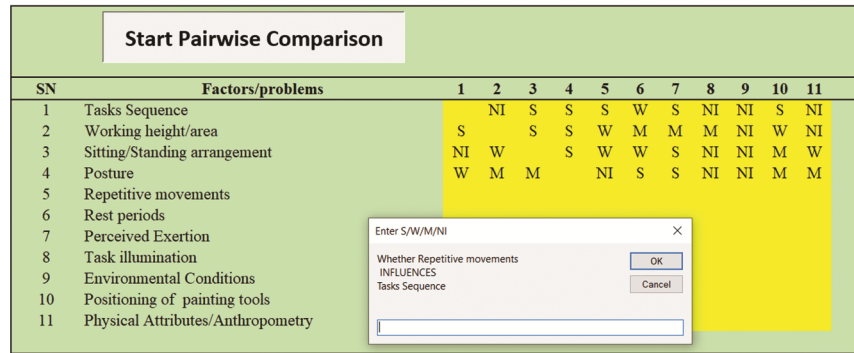 Start Pairwise Comparison
SN Factors/problems 1 2 3 4 5 6 7 8 9 10 11
1 Tasks Sequence NI S S S W S NI NI S NI
2 Working height/area S S S W M M M NI W NI
3 Sitting/Standing arrangement NI W S W W S NI NI M W
4 Posture W M M NI S S NI NI M M
5 Repetitive movements
6 Rest periods
7 Perceived Exertion
8 Task illumination
9 Environmental Conditions
10 Positioning of painting tools
11 Physical Attributes/Anthropometry
Enter S/W/M/NI
Whether Repetitive movements
INFLUENCES
Tasks Sequence
OK
Cancel